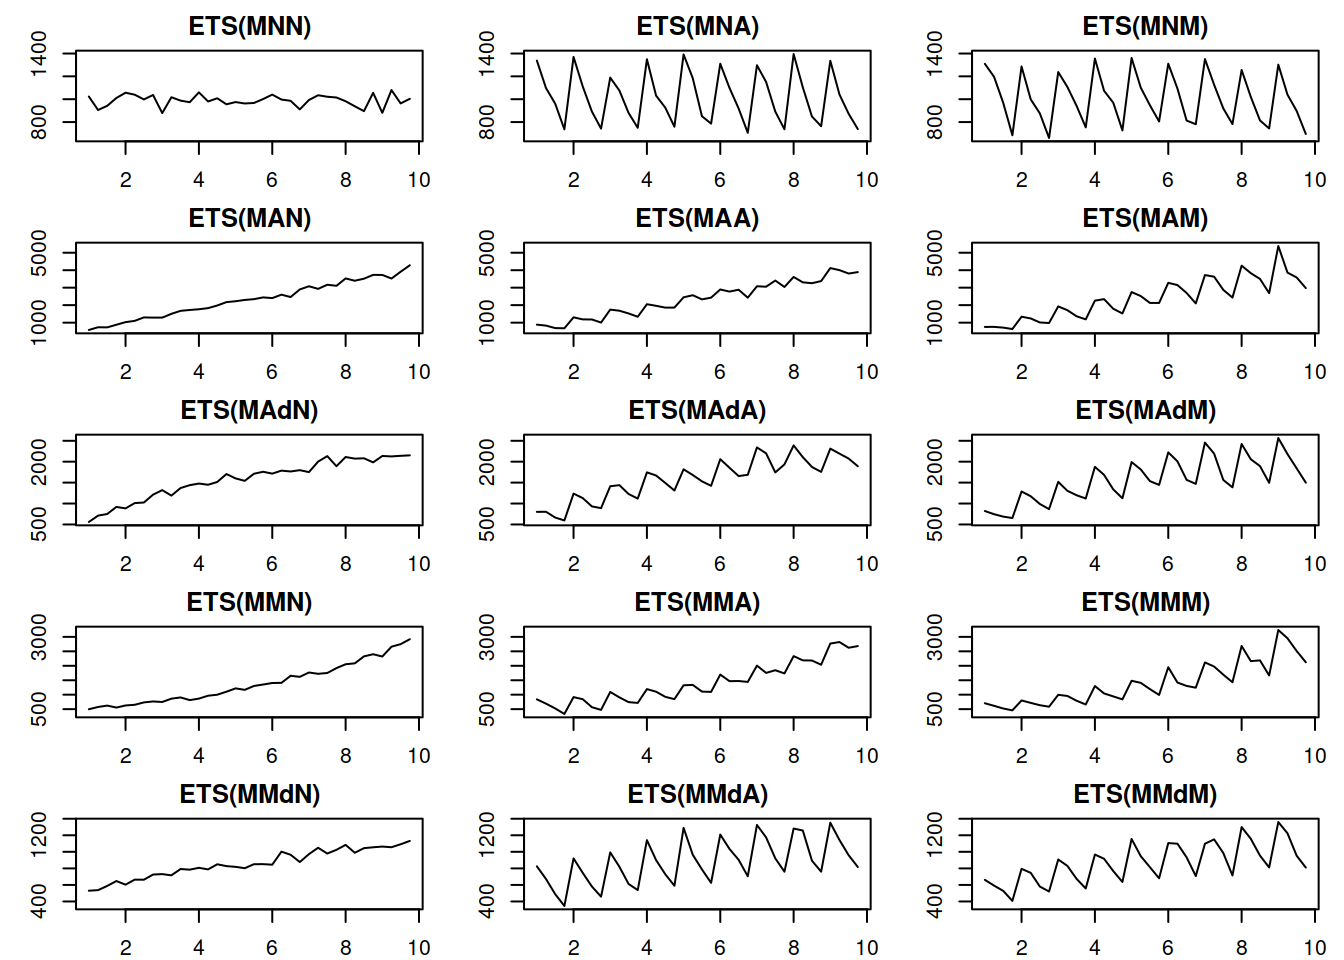 ETS(MNN) ETS(MNA) ETS(MNM)
1400 1400 1400
800 800 800
2 4 6 8 10 2 4 6 8 10 2 4 6 8 10
ETS(MAN) ETS(MAA) ETS(MAM)
5000 5000 5000
1000 1000 1000
2 4 6 8 10 2 4 6 8 10 2 4 6 8 10
ETS(MAdN) ETS(MAdA) ETS(MAdM)
2000 2000 2000
500 500 500
2 4 6 8 10 2 4 6 8 10 2 4 6 8 10
ETS(MMN) ETS(MMA) ETS(MMM)
3000 3000 3000
500 500 500
2 4 6 8 10 2 4 6 8 10 2 4 6 8 10
ETS(MMdN) ETS(MMdA) ETS(MMdM)
1200 1200 1200
400 400 400
2 4 6 8 10 2 4 6 8 10 2 4 6 8 10